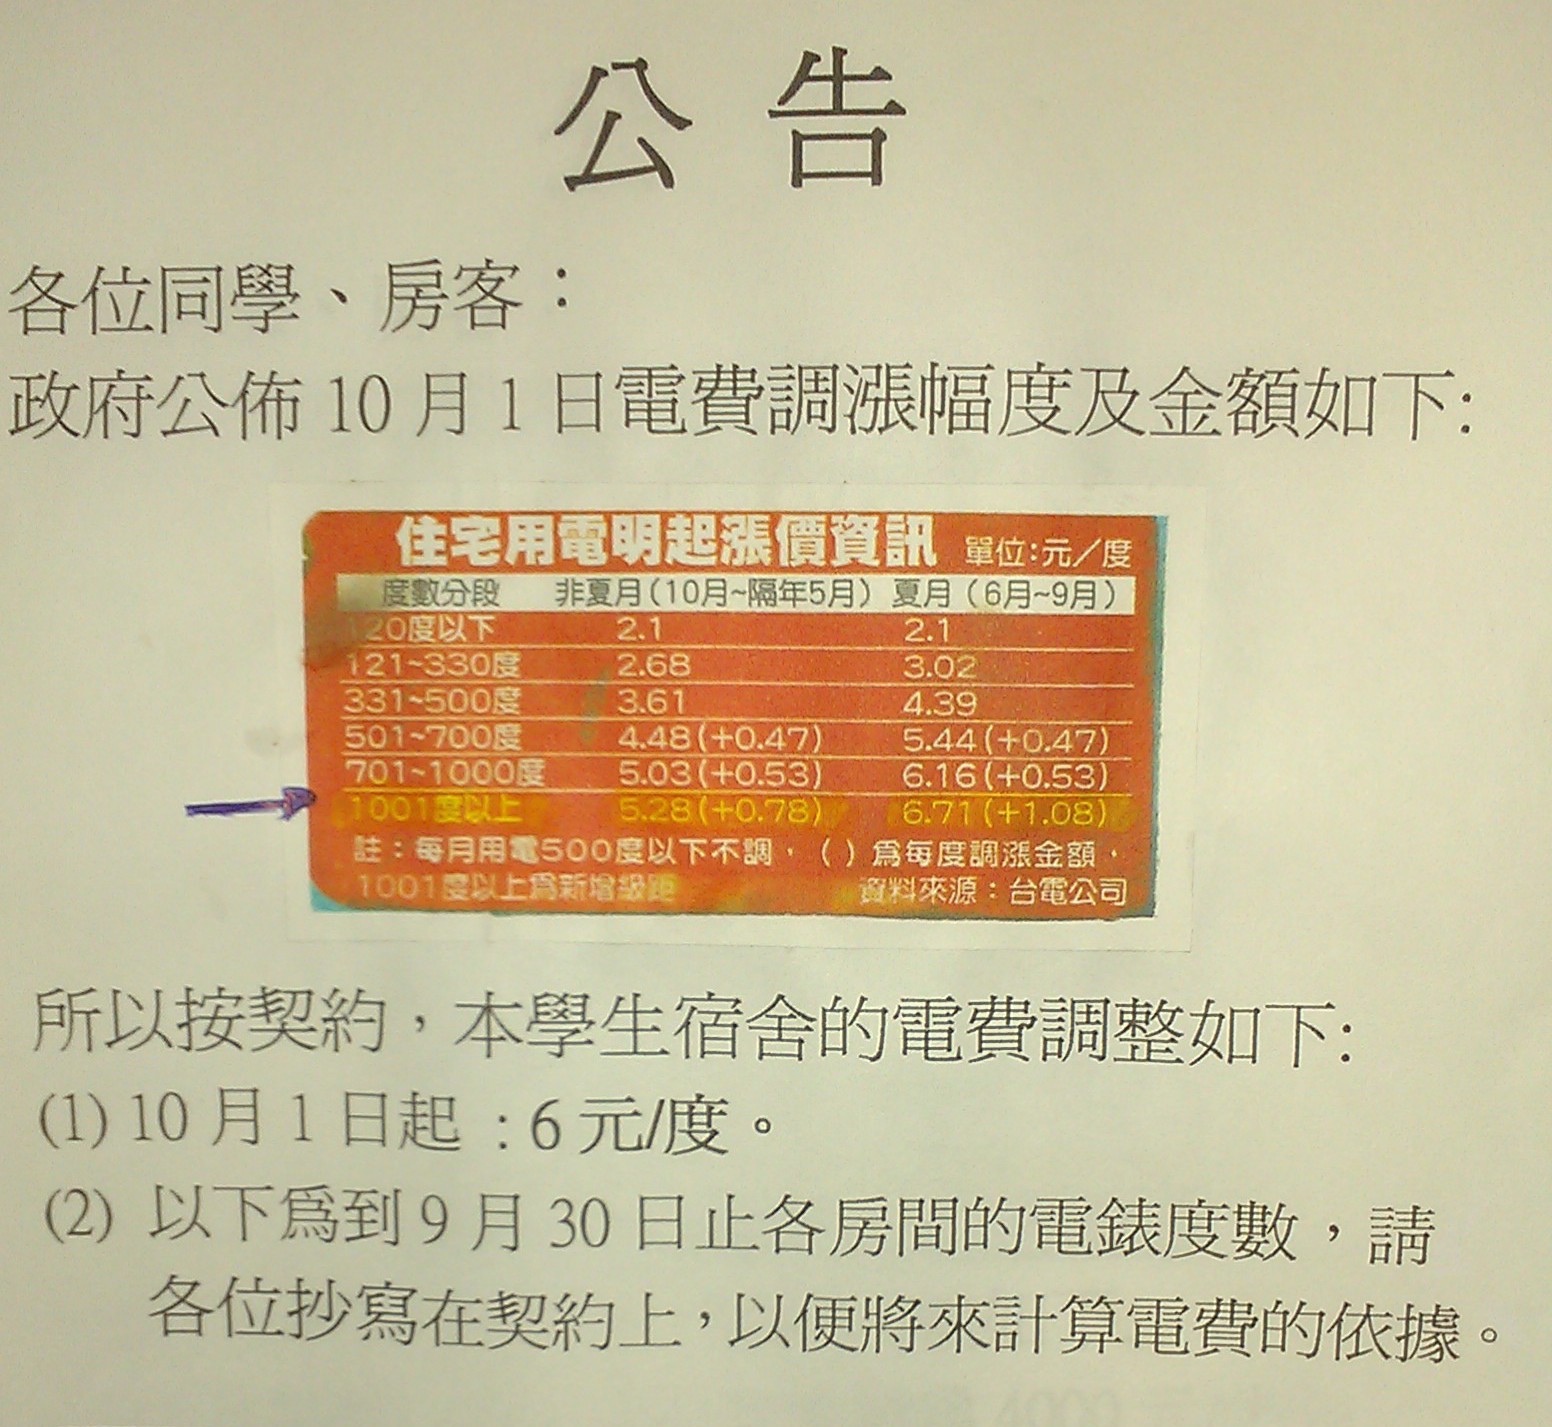 公告
各位同學、房客：
政府公佈 10 月 1 日電費調漲幅度及金額如下:
住宅用電明起漲價資訊 單位:元／度
度數分段 非夏月(10月~隔年5月) 夏月(6月~9月)
120度以下 2.1 2.1
121~330度 2.68 3.02
331~500度 3.61 4.39
501~700度 4.48(+0.47) 5.44(+0.47)
701~1000度 5.03(+0.53) 6.16(+0.53)
1001度以上 5.28(+0.78) 6.71(+1.08)
註：每月用電500度以下不調，( )為每度調漲金額，
1001度以上為新增級距 資料來源：台電公司
所以按契約，本學生宿舍的電費調整如下:
(1) 10 月 1 日起 : 6 元/度。
(2) 以下為到 9 月 30 日止各房間的電錶度數，請
各位抄寫在契約上，以便將來計算電費的依據。